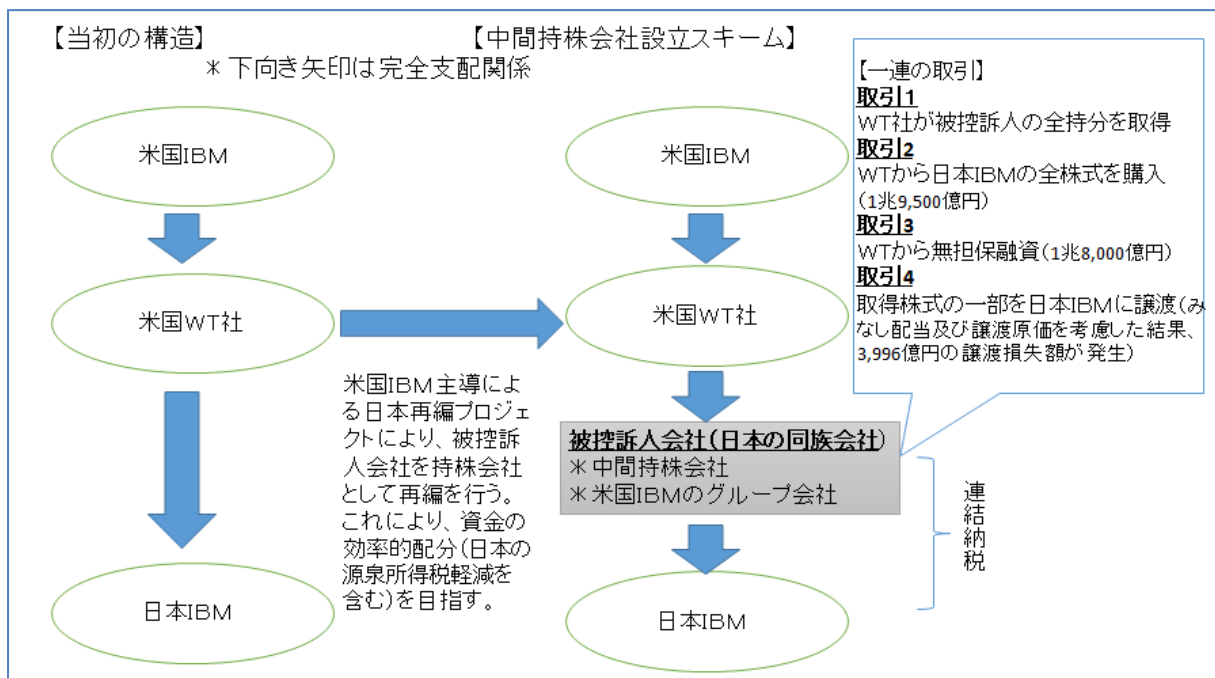 【当初の構造】
【中間持株会社設立スキーム】
＊下向き矢印は完全支配関係
米国IBM
米国WT社
日本IBM
米国IBM主導によ
る日本再編プロジェ
クトにより、被控訴
人会社を持株会社
として再編を行う。
これにより、資金の
効率的配分(日本の
源泉所得税軽減を
含む)を目指す。
米国IBM
米国WT社
被控訴人会社(日本の同族会社)
＊中間持株会社
＊米国IBMのグループ会社
日本IBM
連結納税
【一連の取引】
取引1
WT社が被控訴人の全持分を取得
取引2
WTから日本IBMの全株式を購入
(1兆9,500億円)
取引3
WTから無担保融資(1兆8,000億円)
取引4
取得株式の一部を日本IBMに譲渡(み
なし配当及び譲渡原価を考慮した結果、
3,996億円の譲渡損失額が発生)